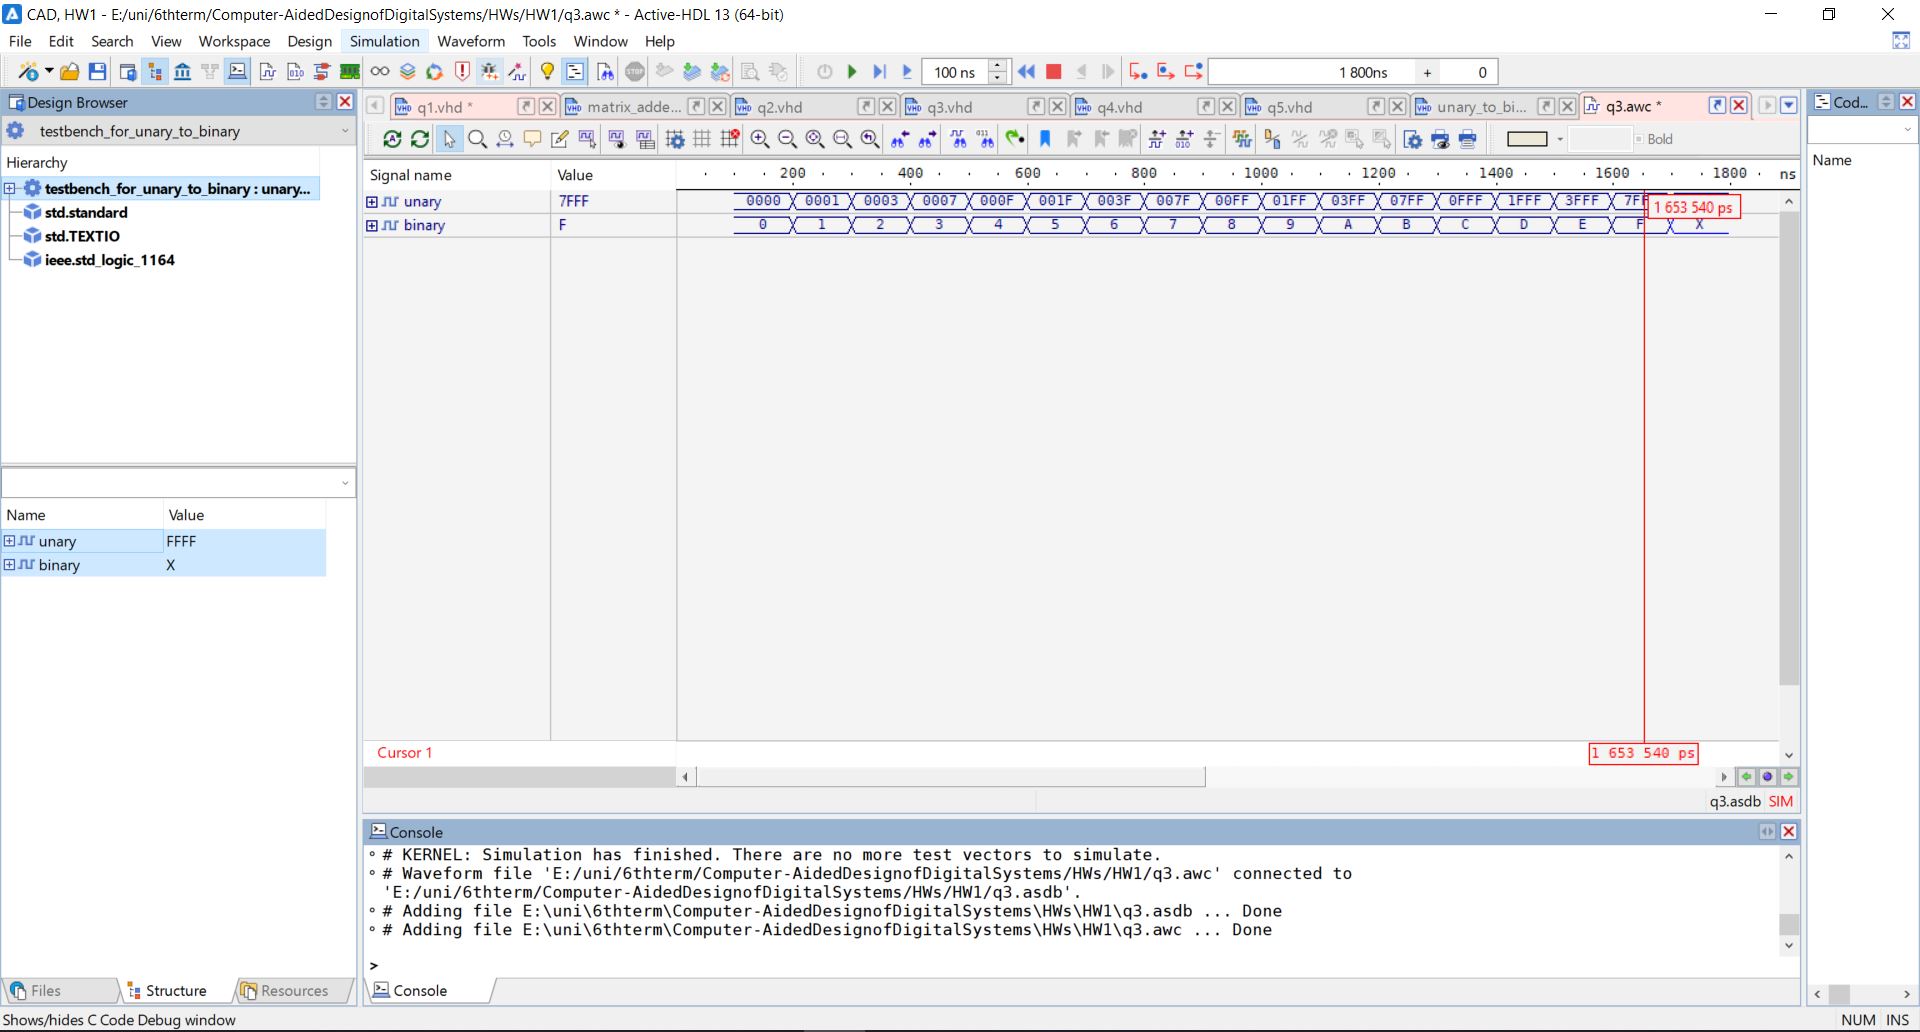 CAD, HW1 - E:/uni/6thterm/Computer-AidedDesignofDigitalSystems/HWs/HW1/q3.awc * - Active-HDL 13 (64-bit)
File Edit Search View Workspace Design Simulation Waveform Tools Window Help
100 ns 1 800ns + 0
Design Browser
testbench_for_unary_to_binary
Hierarchy
testbench_for_unary_to_binary : unary...
std.standard
std.TEXTIO
ieee.std_logic_1164
Name Value
unary FFFF
binary X
Files Structure Resources
q1.vhd * matrix_adde... q2.vhd q3.vhd q4.vhd q5.vhd unary_to_bi... q3.awc *
Bold
Signal name Value 200 400 600 800 1000 1200 1400 1600 1800 ns
unary 7FFF 0000 0001 0003 0007 000F 001F 003F 007F 00FF 01FF 03FF 07FF 0FFF 1FFF 3FFF 7FF
1 653 540 ps
binary F 0 1 2 3 4 5 6 7 8 9 A B C D E F X
Cursor 1 1 653 540 ps
q3.asdb SIM
Console
# KERNEL: Simulation has finished. There are no more test vectors to simulate.
# Waveform file 'E:/uni/6thterm/Computer-AidedDesignofDigitalSystems/HWs/HW1/q3.awc' connected to
'E:/uni/6thterm/Computer-AidedDesignofDigitalSystems/HWs/HW1/q3.asdb'.
# Adding file E:\uni\6thterm\Computer-AidedDesignofDigitalSystems\HWs\HW1\q3.asdb ... Done
# Adding file E:\uni\6thterm\Computer-AidedDesignofDigitalSystems\HWs\HW1\q3.awc ... Done
>
Console
Cod...
Name
Shows/hides C Code Debug window
NUM INS